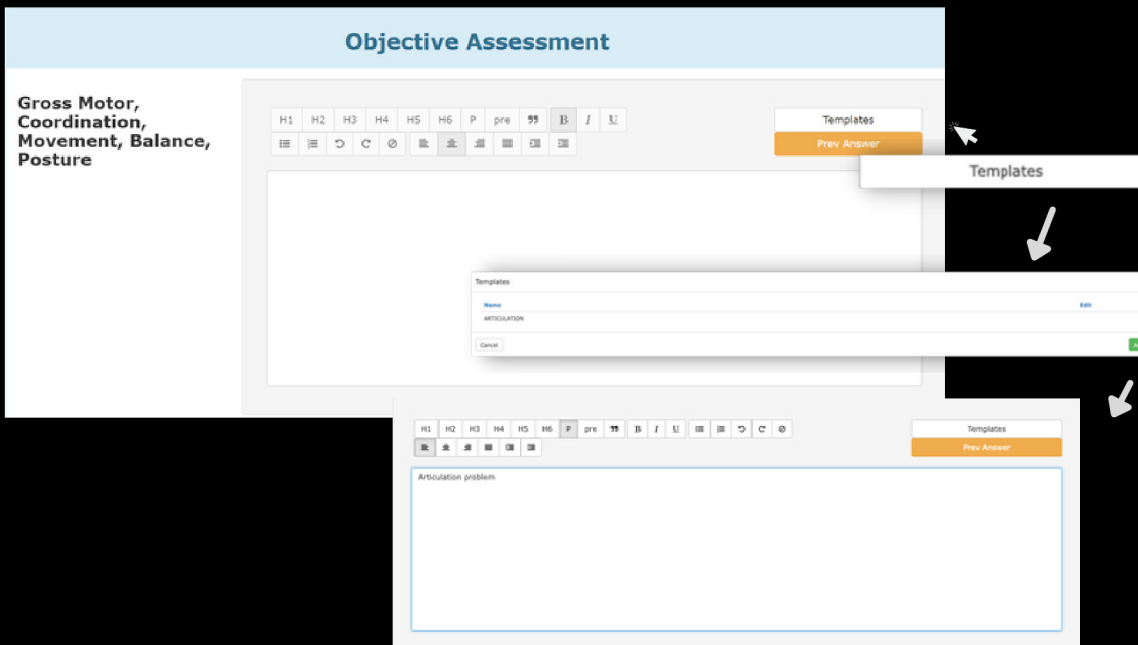 Objective Assessment
Gross Motor,
Coordination,
Movement, Balance,
Posture
H1 H2 H3 H4 H5 H6 P pre B I U
Templates
Prev Answer
Templates
Templates
Name Edit
ARTICULATION
Cancel
H1 H2 H3 H4 H5 H6 P pre B I U
Templates
Prev Answer
Articulation problem